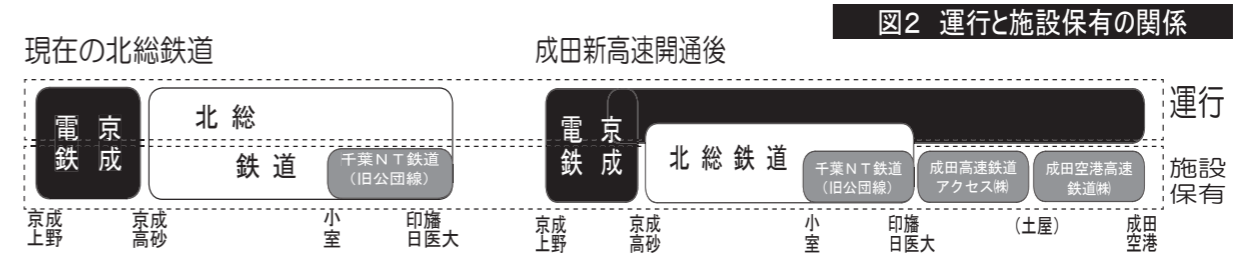 図2 運行と施設保有の関係
現在の北総鉄道
成田新高速開通後
京成
電鉄
北総
鉄道
千葉NT鉄道
(旧公団線)
京成
電鉄
北総鉄道
千葉NT鉄道
(旧公団線)
成田高速鉄道
アクセス㈱
成田空港高速
鉄道㈱
運行
施設
保有
京成
上野
京成
高砂
小
室
印旛
日医大
京成
上野
京成
高砂
小
室
印旛
日医大
(土屋)
成田
空港